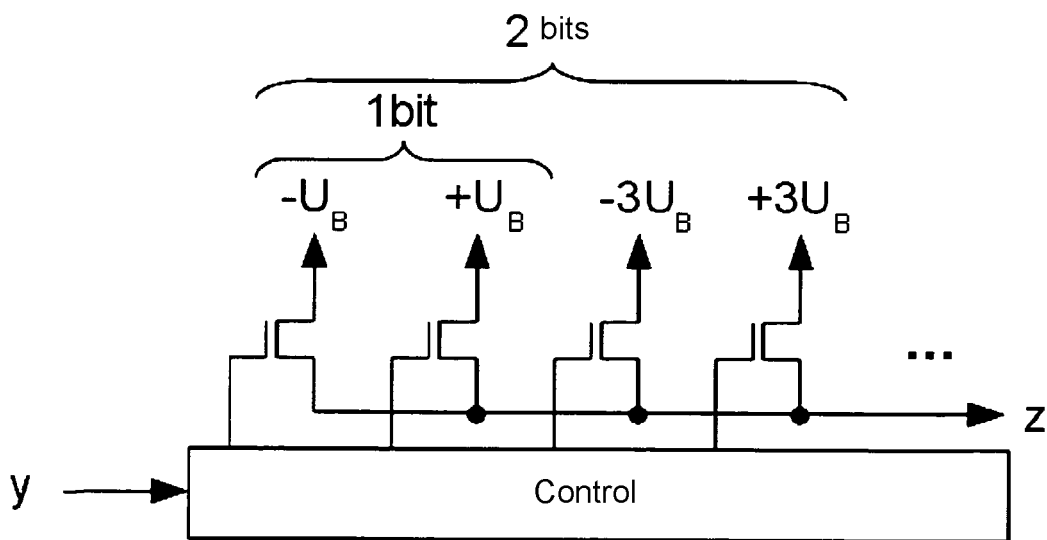 2 bits
1bit
-U_B +U_B -3U_B +3U_B
...
z
y
Control